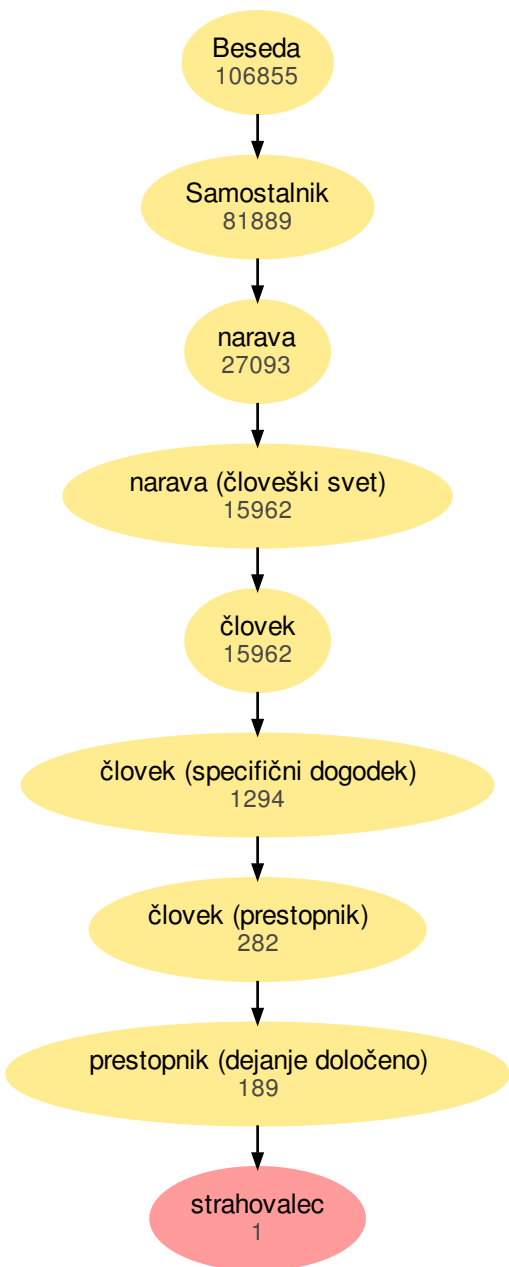 Beseda
106855
Samostalnik
81889
narava
27093
narava (človeški svet)
15962
človek
15962
človek (specifični dogodek)
1294
človek (prestopnik)
282
prestopnik (dejanje določeno)
189
strahovalec
1